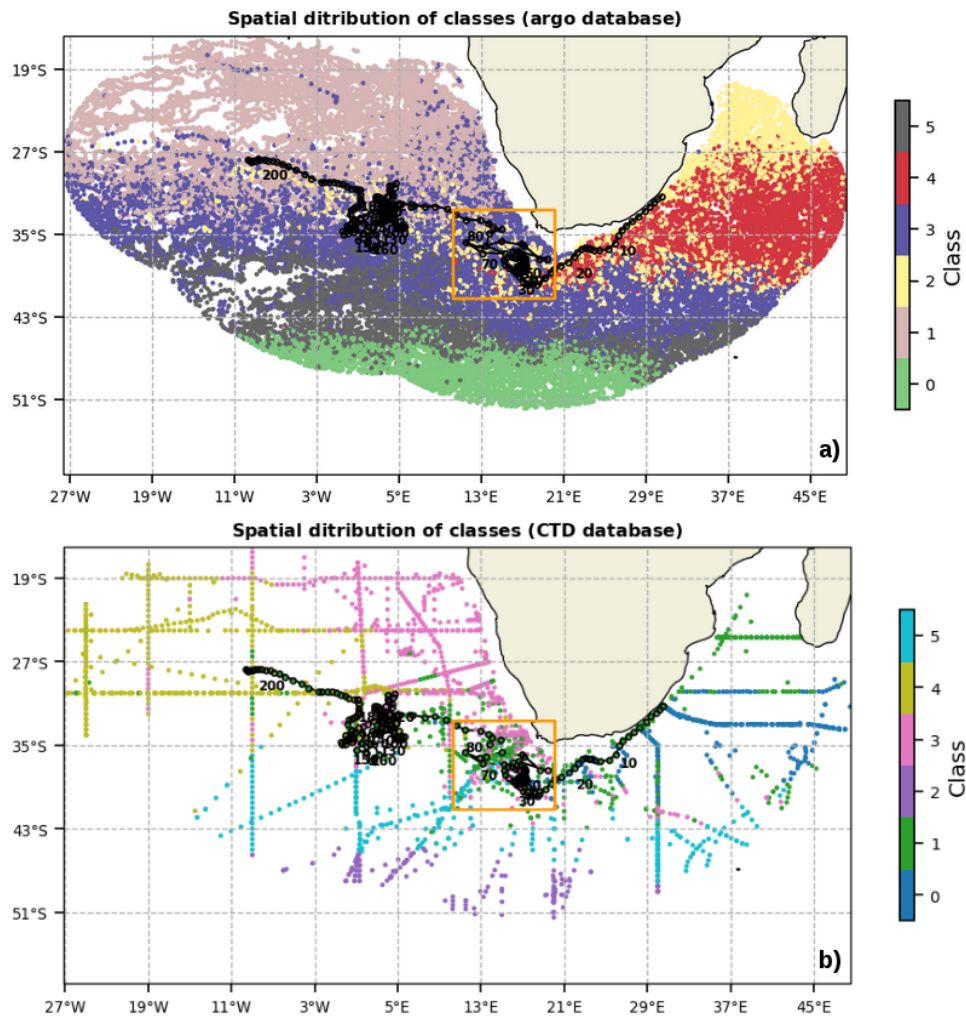 Spatial ditribution of classes (argo database)
19°S
27°S
35°S
43°S
51°S
200
80
70
30
20
10
a)
27°W 19°W 11°W 3°W 5°E 13°E 21°E 29°E 37°E 45°E
5
4
3
2
1
0
Class
Spatial ditribution of classes (CTD database)
19°S
27°S
35°S
43°S
51°S
200
80
70
30
20
10
b)
27°W 19°W 11°W 3°W 5°E 13°E 21°E 29°E 37°E 45°E
5
4
3
2
1
0
Class